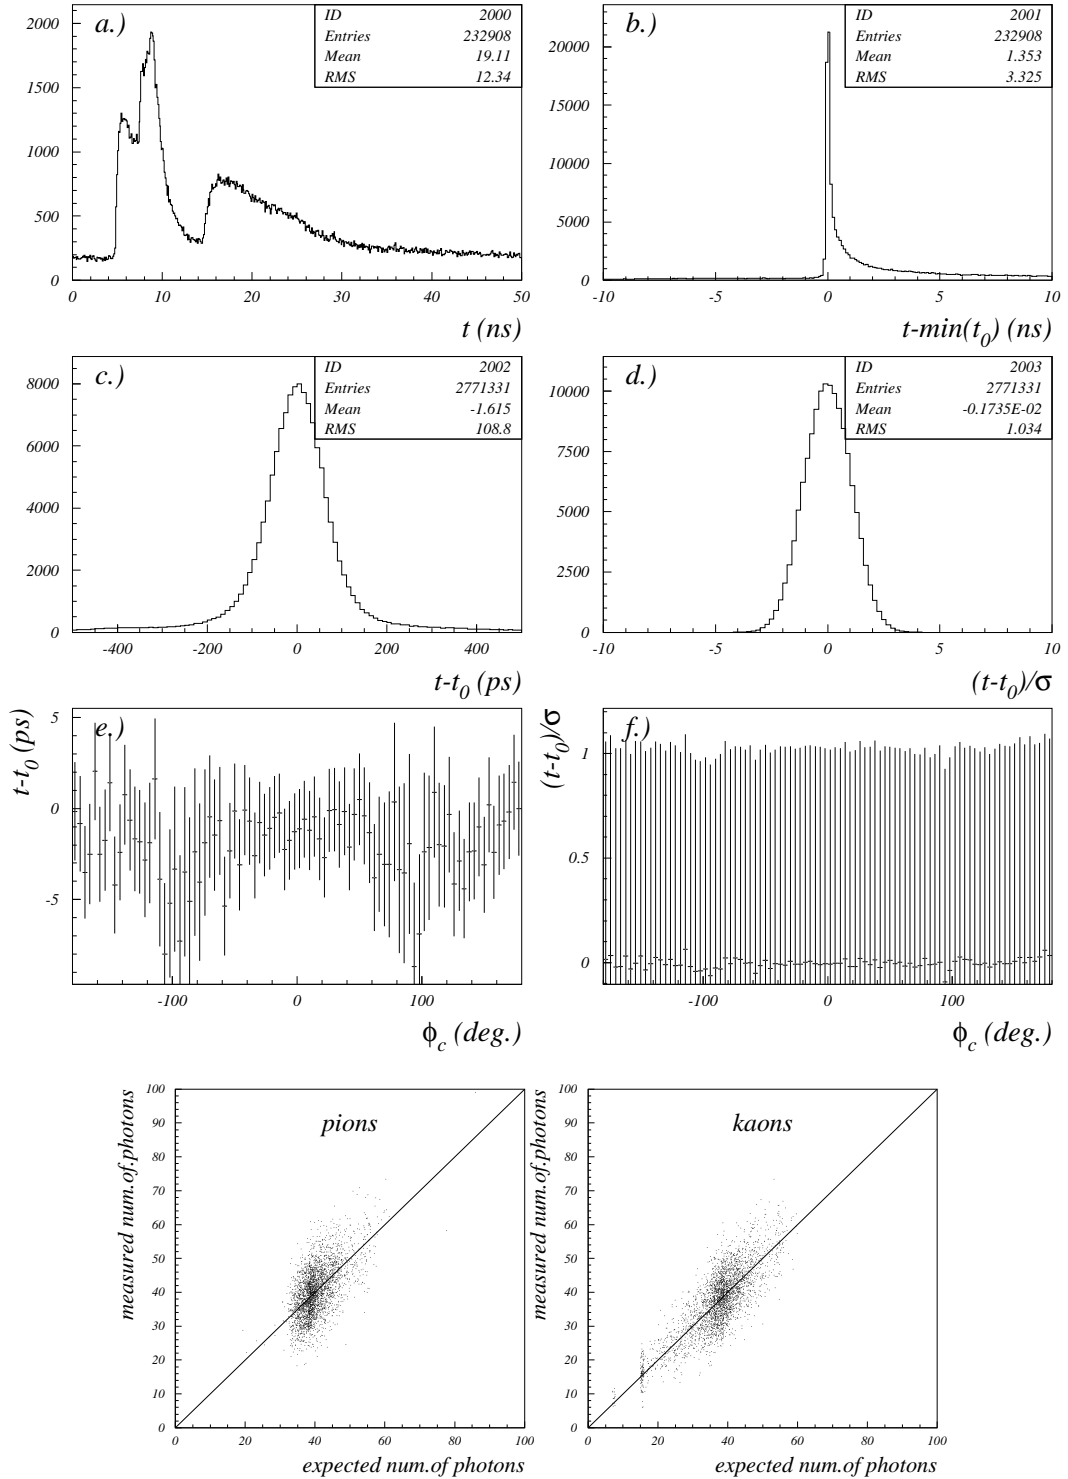 a.)
ID 2000
Entries 232908
Mean 19.11
RMS 12.34
2000
1500
1000
500
0
0 10 20 30 40 50
t (ns)
b.)
ID 2001
Entries 232908
Mean 1.353
RMS 3.325
20000
15000
10000
5000
0
-10 -5 0 5 10
t-min(t0) (ns)
c.)
ID 2002
Entries 2771331
Mean -1.615
RMS 108.8
8000
6000
4000
2000
0
-400 -200 0 200 400
t-t0 (ps)
d.)
ID 2003
Entries 2771331
Mean -0.1735E-02
RMS 1.034
10000
7500
5000
2500
0
-10 -5 0 5 10
(t-t0)/σ
e.)
t-t0 (ps)
5
0
-5
-100 0 100
ϕc (deg.)
f.)
(t-t0)/σ
1
0.5
0
-100 0 100
ϕc (deg.)
pions
measured num.of.photons
100
90
80
70
60
50
40
30
20
10
0
0 20 40 60 80 100
expected num.of photons
kaons
measured num.of.photons
100
90
80
70
60
50
40
30
20
10
0
0 20 40 60 80 100
expected num.of photons